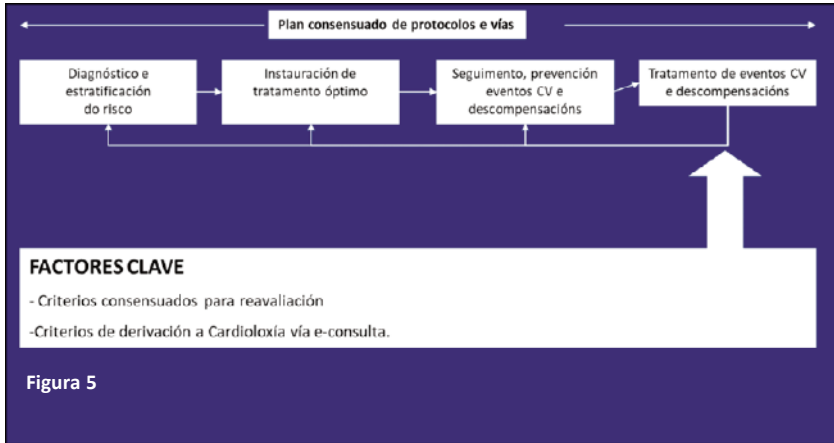 Plan consensuado de protocolos e vías
Diagnóstico e
estratificación
do risco
Instauración de
tratamento óptimo
Seguimento, prevención
eventos CV e
descompensacións
Tratamento de eventos CV
e descompensacións
FACTORES CLAVE
- Criterios consensuados para reavaliación
-Criterios de derivación a Cardioloxía vía e-consulta.
Figura 5